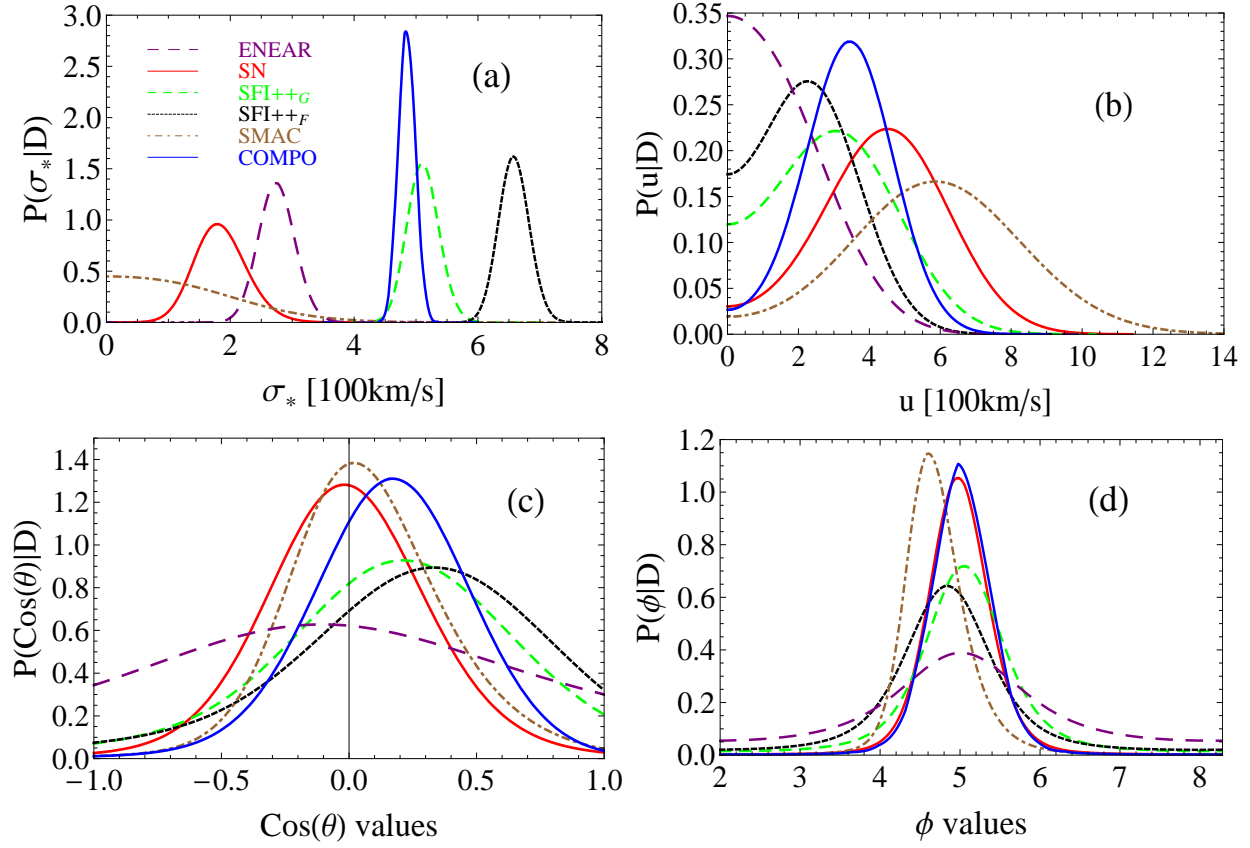 (a)
P(σ*|D)
3.0
2.5
2.0
1.5
1.0
0.5
0.0
ENEAR
SN
SFI++G
SFI++F
SMAC
COMPO
0 2 4 6 8
σ* [100km/s]
(b)
P(u|D)
0.35
0.30
0.25
0.20
0.15
0.10
0.05
0.00
0 2 4 6 8 10 12 14
u [100km/s]
(c)
P(Cos(θ)|D)
1.4
1.2
1.0
0.8
0.6
0.4
0.2
0.0
-1.0 -0.5 0.0 0.5 1.0
Cos(θ) values
(d)
P(ϕ|D)
1.2
1.0
0.8
0.6
0.4
0.2
0.0
2 3 4 5 6 7 8
ϕ values